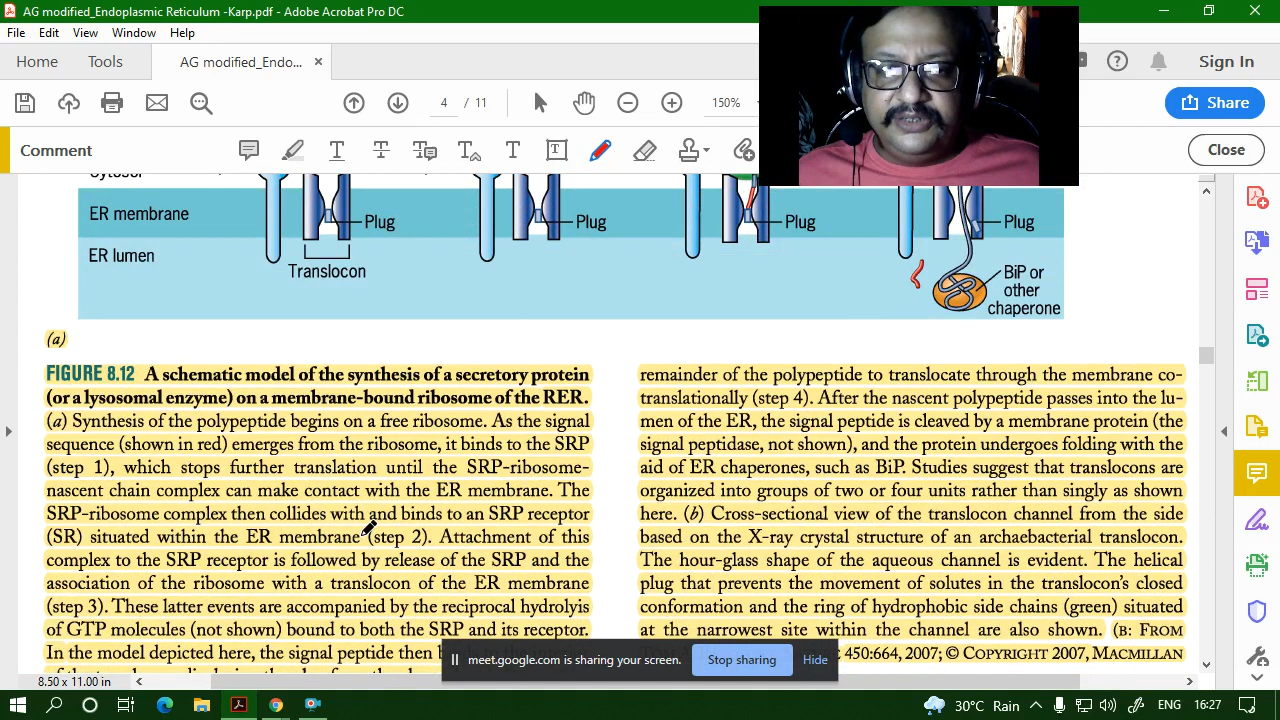 AG modified_Endoplasmic Reticulum -Karp.pdf - Adobe Acrobat Pro DC
File Edit View Window Help
Home Tools AG modified_Endo... × Sign In
4 / 11 150% Share
Comment Close
ER membrane Plug Plug Plug Plug
ER lumen
Translocon
BiP or
other
chaperone
(a)
FIGURE 8.12 A schematic model of the synthesis of a secretory protein
(or a lysosomal enzyme) on a membrane-bound ribosome of the RER.
(a) Synthesis of the polypeptide begins on a free ribosome. As the signal
sequence (shown in red) emerges from the ribosome, it binds to the SRP
(step 1), which stops further translation until the SRP-ribosome-
nascent chain complex can make contact with the ER membrane. The
SRP-ribosome complex then collides with and binds to an SRP receptor
(SR) situated within the ER membrane (step 2). Attachment of this
complex to the SRP receptor is followed by release of the SRP and the
association of the ribosome with a translocon of the ER membrane
(step 3). These latter events are accompanied by the reciprocal hydrolyis
of GTP molecules (not shown) bound to both the SRP and its receptor.
In the model depicted here, the signal peptide then
remainder of the polypeptide to translocate through the membrane co-
translationally (step 4). After the nascent polypeptide passes into the lu-
men of the ER, the signal peptide is cleaved by a membrane protein (the
signal peptidase, not shown), and the protein undergoes folding with the
aid of ER chaperones, such as BiP. Studies suggest that translocons are
organized into groups of two or four units rather than singly as shown
here. (b) Cross-sectional view of the translocon channel from the side
based on the X-ray crystal structure of an archaebacterial translocon.
The hour-glass shape of the aqueous channel is evident. The helical
plug that prevents the movement of solutes in the translocon's closed
conformation and the ring of hydrophobic side chains (green) situated
at the narrowest site within the channel are also shown. (B: FROM
450:664, 2007; © COPYRIGHT 2007, MACMILLAN
meet.google.com is sharing your screen. Stop sharing Hide
8.50 x 11.00 in
30°C Rain ENG 16:27